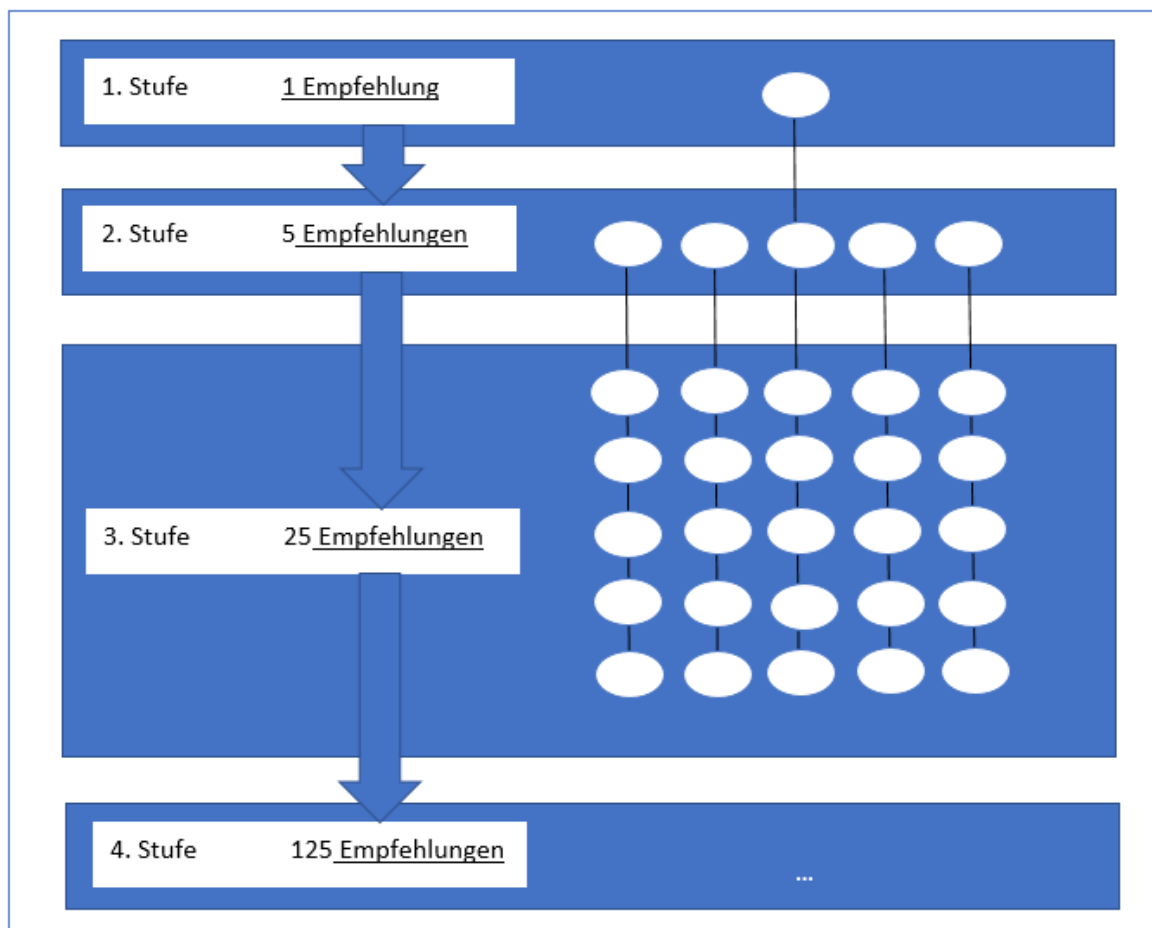 1. Stufe 1 Empfehlung
2. Stufe 5 Empfehlungen
3. Stufe 25 Empfehlungen
4. Stufe 125 Empfehlungen
...